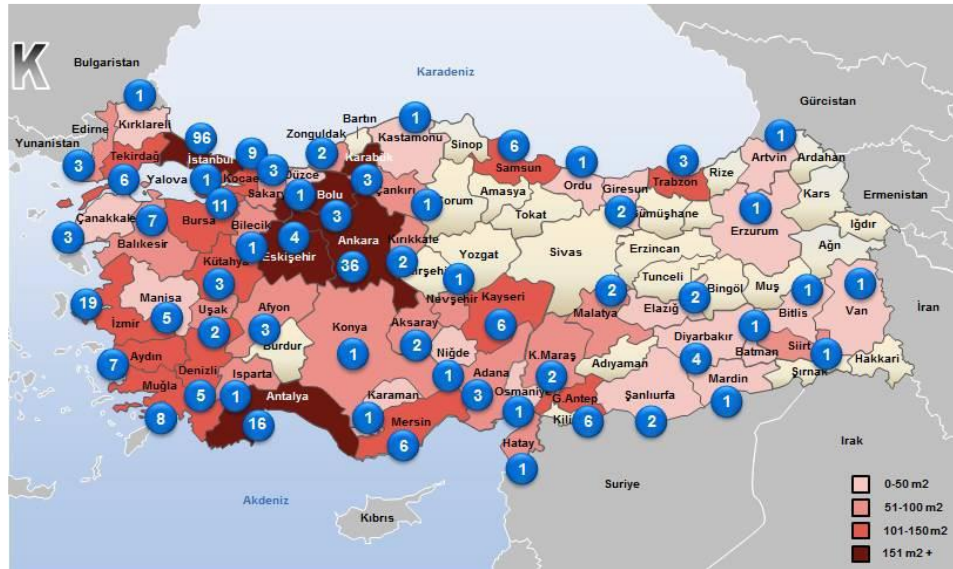 K
Bulgaristan
Karadeniz
Gürcistan
Yunanistan
Ermenistan
İran
Irak
Suriye
Kıbrıs
Akdeniz
Edirne
Kırklareli
1
3
Tekirdağ
6
96
İstanbul
1
Yalova
9
Kocae
3
Sakary
11
Düzce
1
Bolu
3
Zonguldak
2
Bartın
Karabük
3
Kastamonu
1
Sinop
Çankırı
1
Çorum
Samsun
6
Amasya
Tokat
Ordu
1
Giresun
2
Gümüşhane
Trabzon
3
Rize
Artvin
1
Ardahan
Kars
Iğdır
Ağrı
Erzurum
1
Erzincan
Sivas
Yozgat
Çanakkale
3
7
Balıkesir
Bursa
Bilecik
1
4
Eskişehir
Ankara
36
Kırıkkale
2
Kırşehir
1
Nevşehir
Kayseri
6
Kütahya
3
Manisa
5
19
İzmir
Uşak
2
Afyon
3
Burdur
Konya
1
Aksaray
2
Niğde
1
Aydın
7
Denizli
5
Muğla
8
Isparta
1
Antalya
16
Karaman
1
Mersin
6
Adana
3
Osmaniye
1
Hatay
1
K.Maraş
2
G.Antep
6
Kili
Adıyaman
Malatya
2
Elazığ
Tunceli
2
Bingöl
Muş
1
Bitlis
Van
1
Diyarbakır
4
Batman
1
Siirt
1
Şırnak
Hakkari
Mardin
1
Şanlıurfa
2
0-50 m2
51-100 m2
101-150 m2
151 m2 +